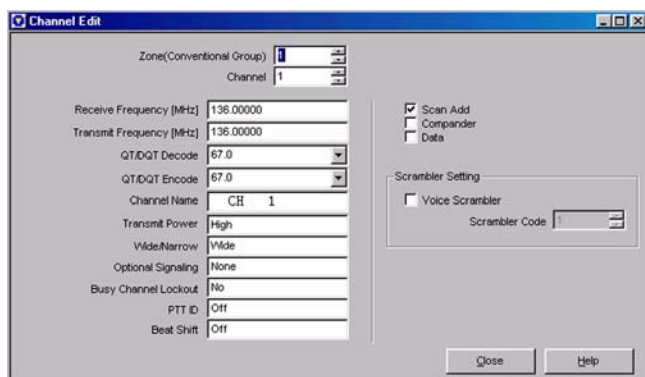 Channel Edit
Zone(Conventional Group) 1
Channel 1
Receive Frequency [MHz] 136.00000
Transmit Frequency [MHz] 136.00000
QT/DQT Decode 67.0
QT/DQT Encode 67.0
Channel Name CH 1
Transmit Power High
Wide/Narrow Wide
Optional Signaling None
Busy Channel Lockout No
PTT ID Off
Beat Shift Off
Scan Add
Compander
Data
Scrambler Setting
Voice Scrambler
Scrambler Code 1
Close
Help